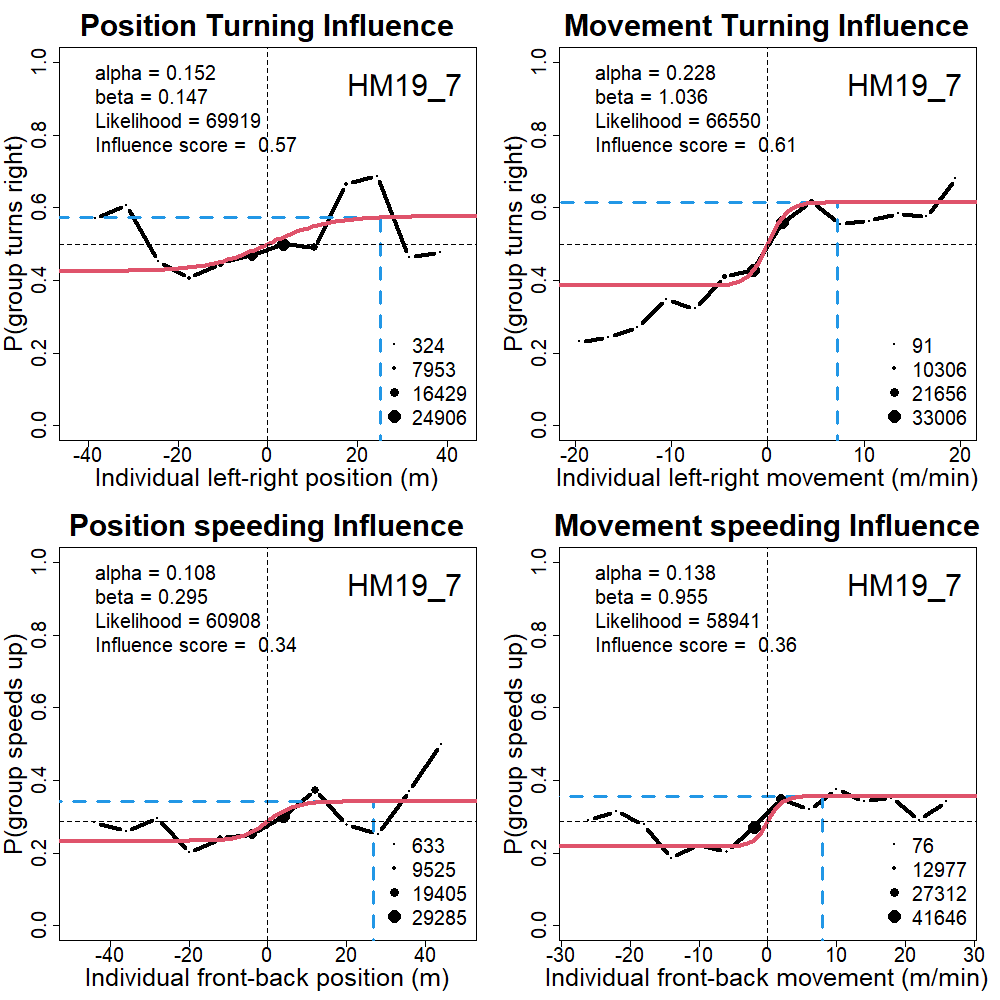 Position Turning Influence
alpha = 0.152
beta = 0.147
Likelihood = 69919
Influence score =  0.57
HM19_7
P(group turns right)
1.0
0.8
0.6
0.4
0.2
0.0
324
7953
16429
24906
-40
-20
0
20
40
Individual left-right position (m)
Movement Turning Influence
alpha = 0.228
beta = 1.036
Likelihood = 66550
Influence score =  0.61
HM19_7
P(group turns right)
1.0
0.8
0.6
0.4
0.2
0.0
91
10306
21656
33006
-20
-10
0
10
20
Individual left-right movement (m/min)
Position speeding Influence
alpha = 0.108
beta = 0.295
Likelihood = 60908
Influence score =  0.34
HM19_7
P(group speeds up)
1.0
0.8
0.6
0.4
0.2
0.0
633
9525
19405
29285
-40
-20
0
20
40
Individual front-back position (m)
Movement speeding Influence
alpha = 0.138
beta = 0.955
Likelihood = 58941
Influence score =  0.36
HM19_7
P(group speeds up)
1.0
0.8
0.6
0.4
0.2
0.0
76
12977
27312
41646
-30
-20
-10
0
10
20
30
Individual front-back movement (m/min)